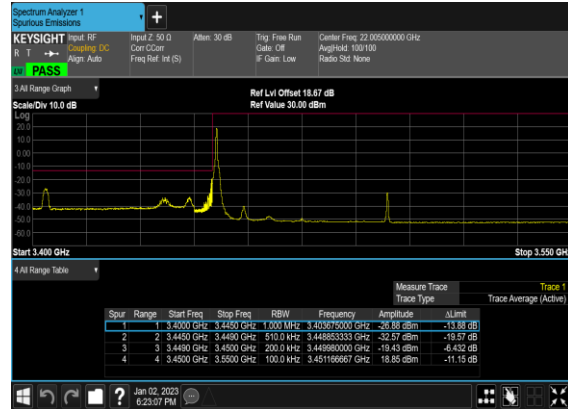 Spectrum Analyzer 1
Spurious Emissions
KEYSIGHT Input: RF Input Z: 50 Ω Atten: 30 dB Trig: Free Run Center Freq: 22.005000000 GHz
R T Coupling: DC Corr CCorr Gate: Off Avg|Hold: 100/100
Align: Auto Freq Ref: Int (S) IF Gain: Low Radio Std: None
PASS
3.All Range Graph Ref Lvl Offset 18.67 dB
Scale/Div 10.0 dB Ref Value 30.00 dBm
Log
20.0
10.0
0.00
-10.0
-20.0
-30.0
-40.0
-50.0
-60.0
Start 3.400 GHz Stop 3.550 GH
4.All Range Table
Measure Trace Trace 1
Trace Type Trace Average (Active)
Spur Range Start Freq Stop Freq RBW Frequency Amplitude ΔLimit
1 1 3.4000 GHz 3.4450 GHz 1.000 MHz 3.403675000 GHz -26.88 dBm -13.88 dB
2 2 3.4450 GHz 3.4490 GHz 510.0 kHz 3.448853333 GHz -32.57 dBm -19.57 dB
3 3 3.4490 GHz 3.4500 GHz 200.0 kHz 3.449980000 GHz -19.43 dBm -6.432 dB
4 4 3.4500 GHz 3.5500 GHz 100.0 kHz 3.451166667 GHz 18.85 dBm -11.15 dB
? Jan 02, 2023
6:23:07 PM